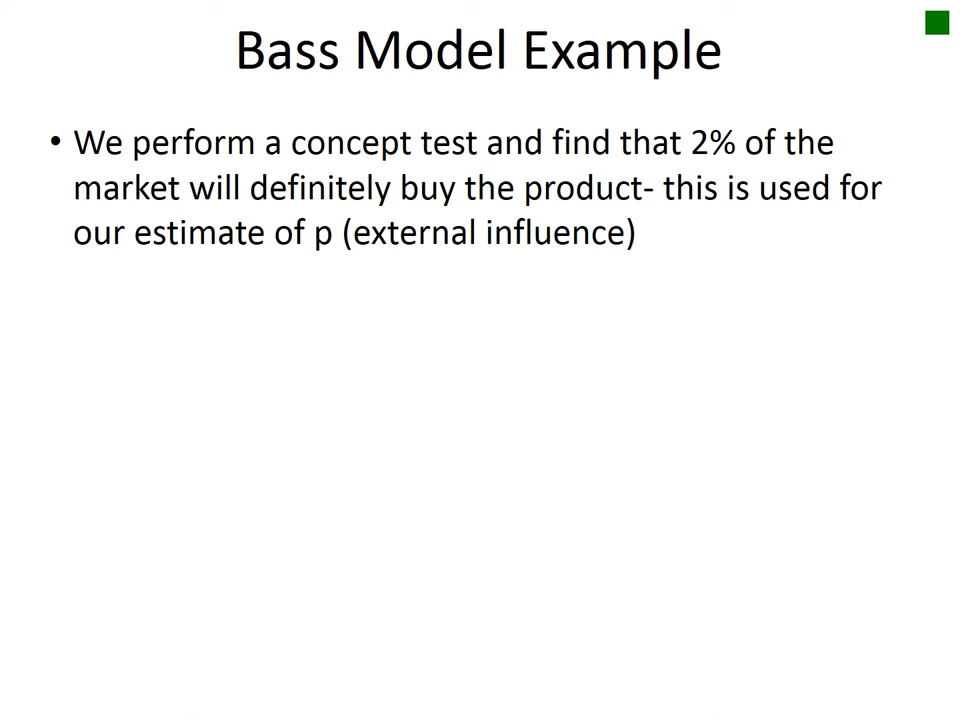 Bass Model Example
• We perform a concept test and find that 2% of the
market will definitely buy the product- this is used for
our estimate of p (external influence)